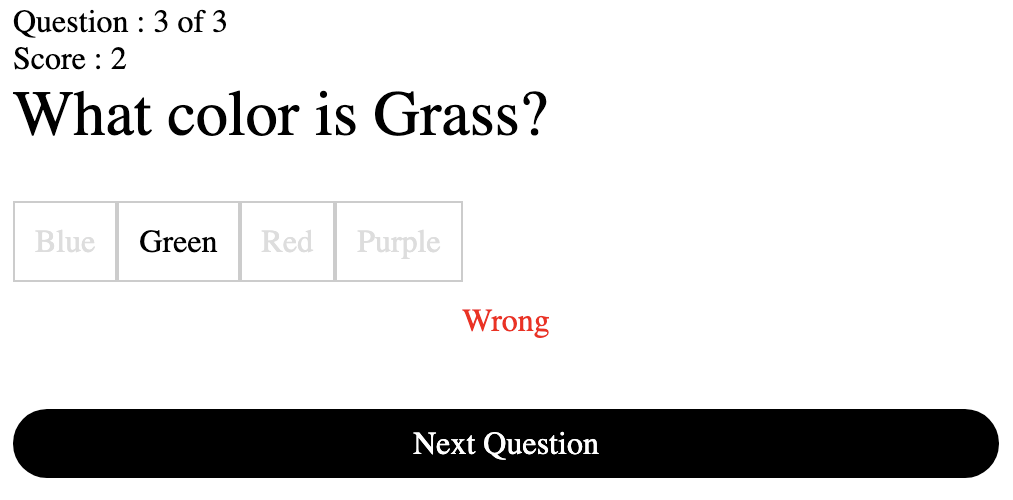 Question : 3 of 3
Score : 2
What color is Grass?
Blue Green Red Purple
Wrong
Next Question